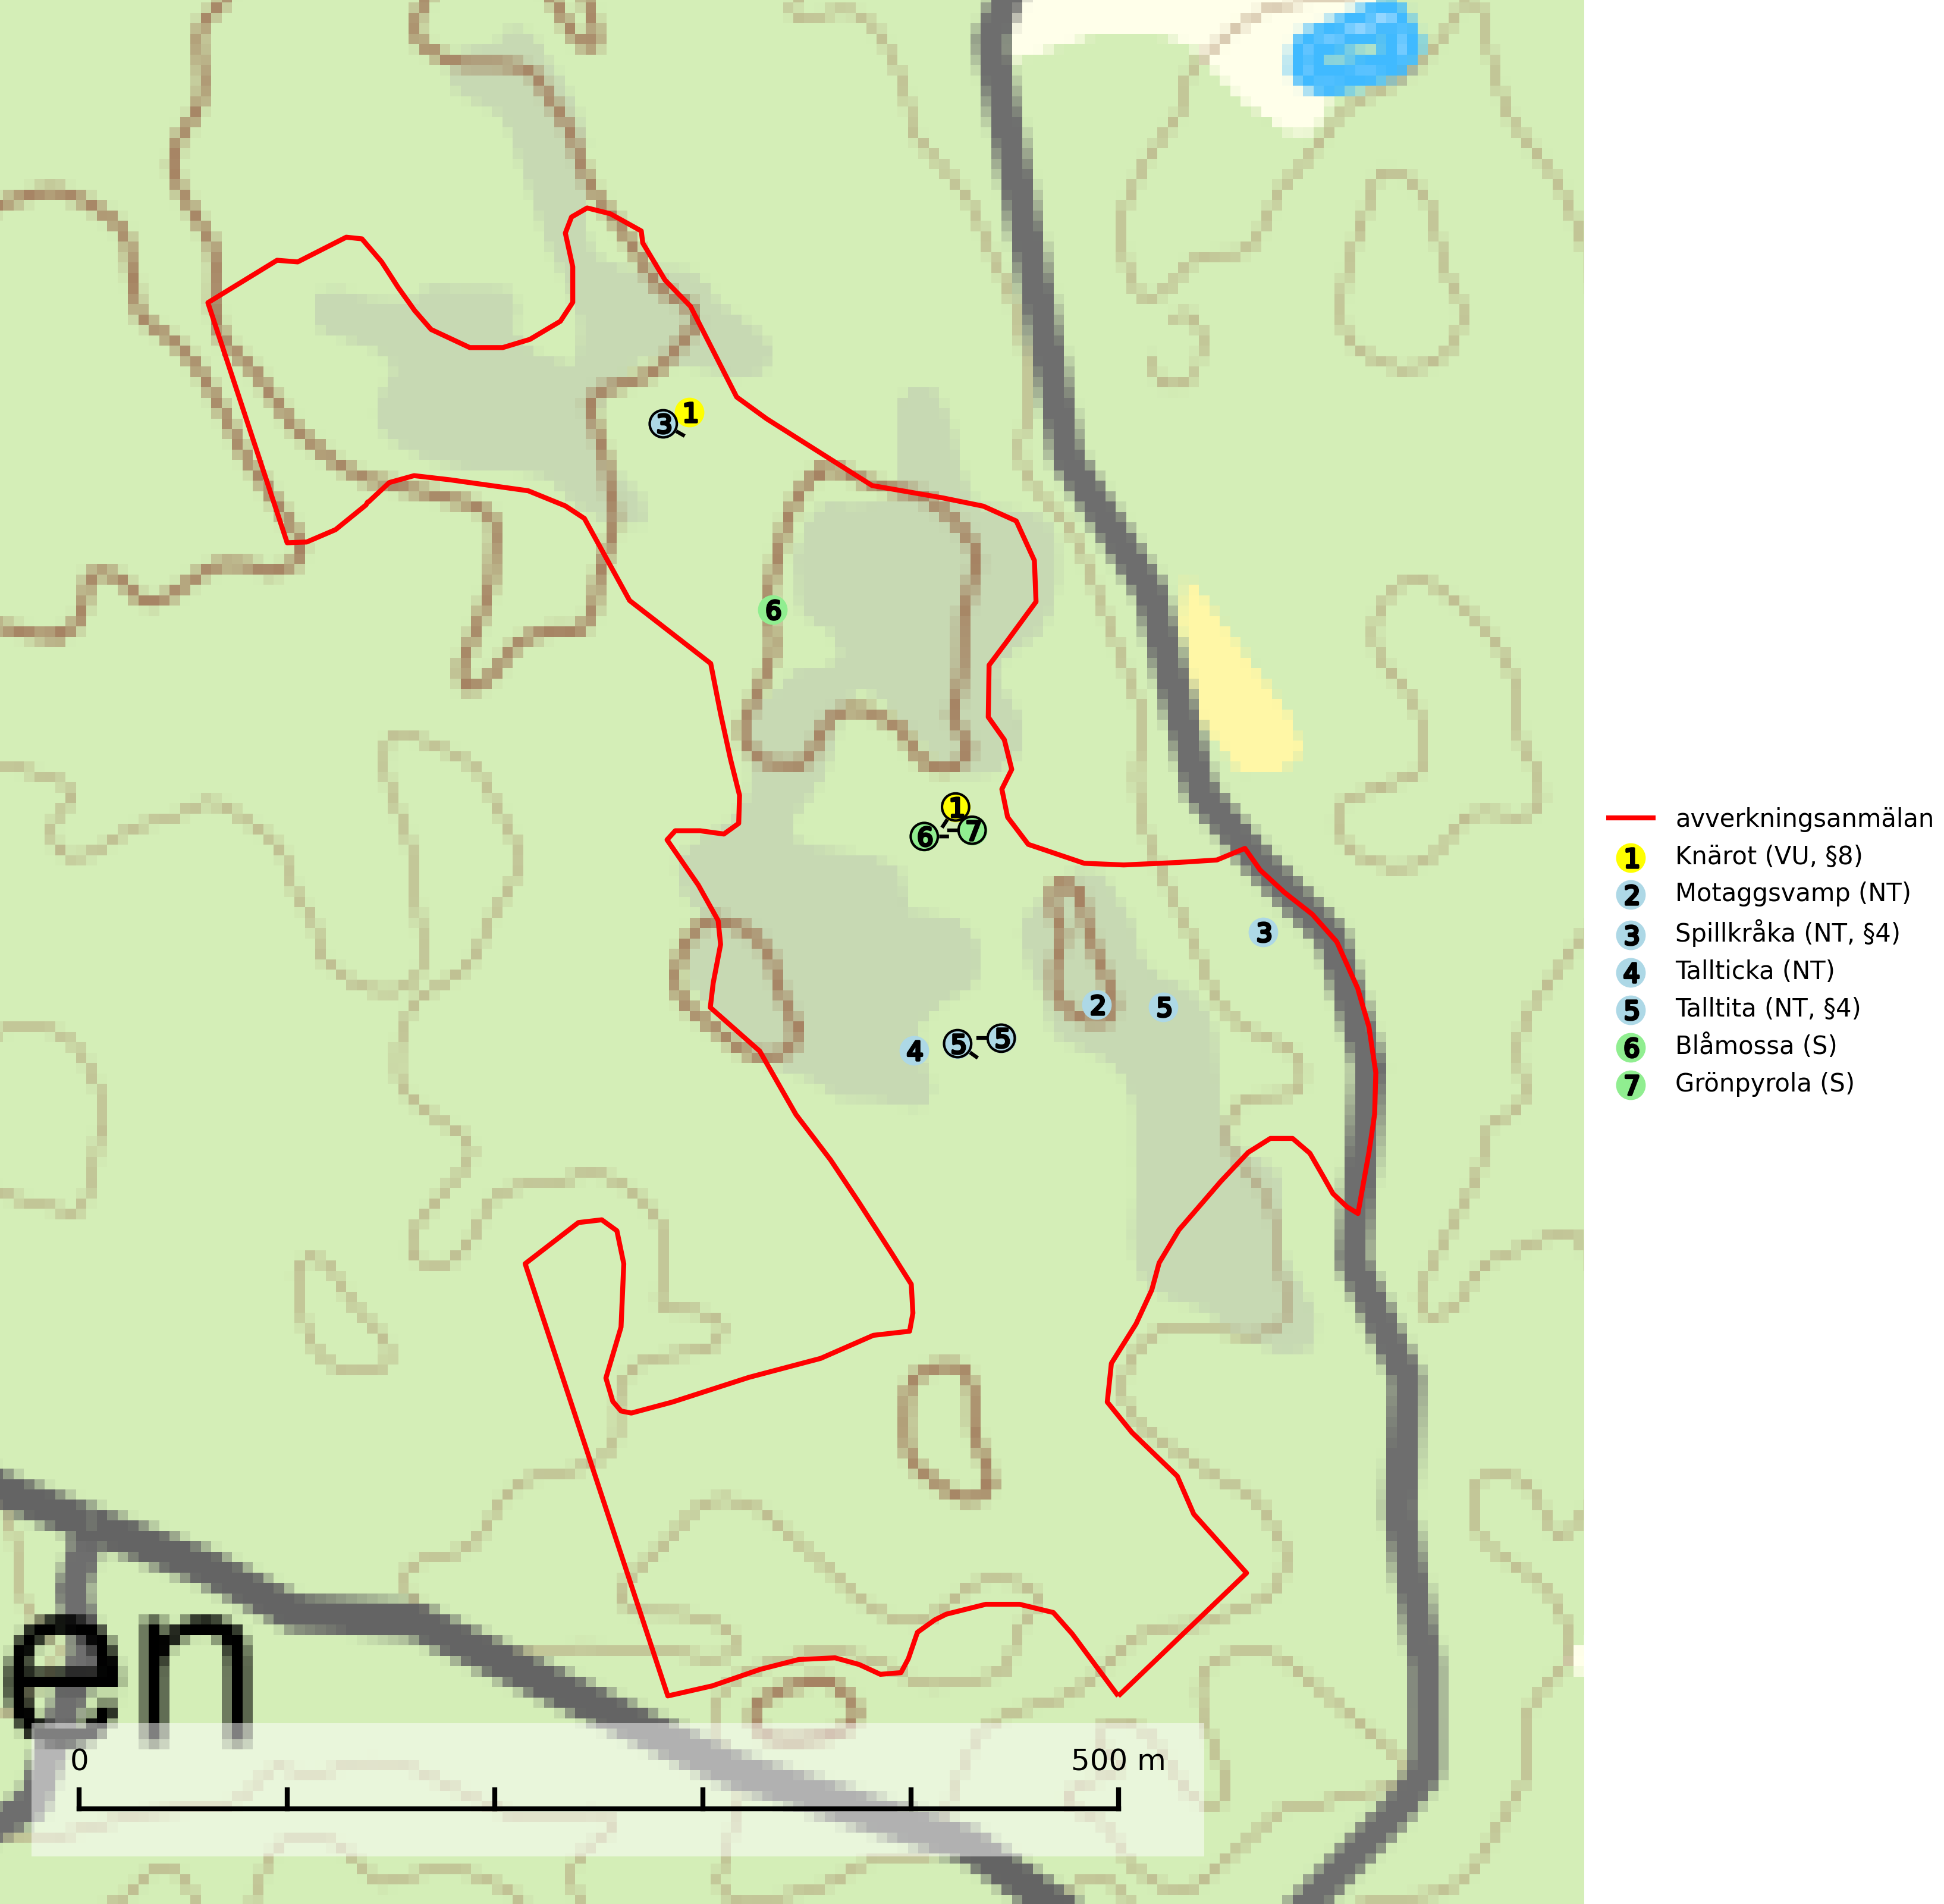 3 1
6
1
6 7
3
2 5
4 5 5
en
0 500 m
avverkningsanmälan
1 Knärot (VU, §8)
2 Motaggsvamp (NT)
3 Spillkråka (NT, §4)
4 Tallticka (NT)
5 Talltita (NT, §4)
6 Blåmossa (S)
7 Grönpyrola (S)